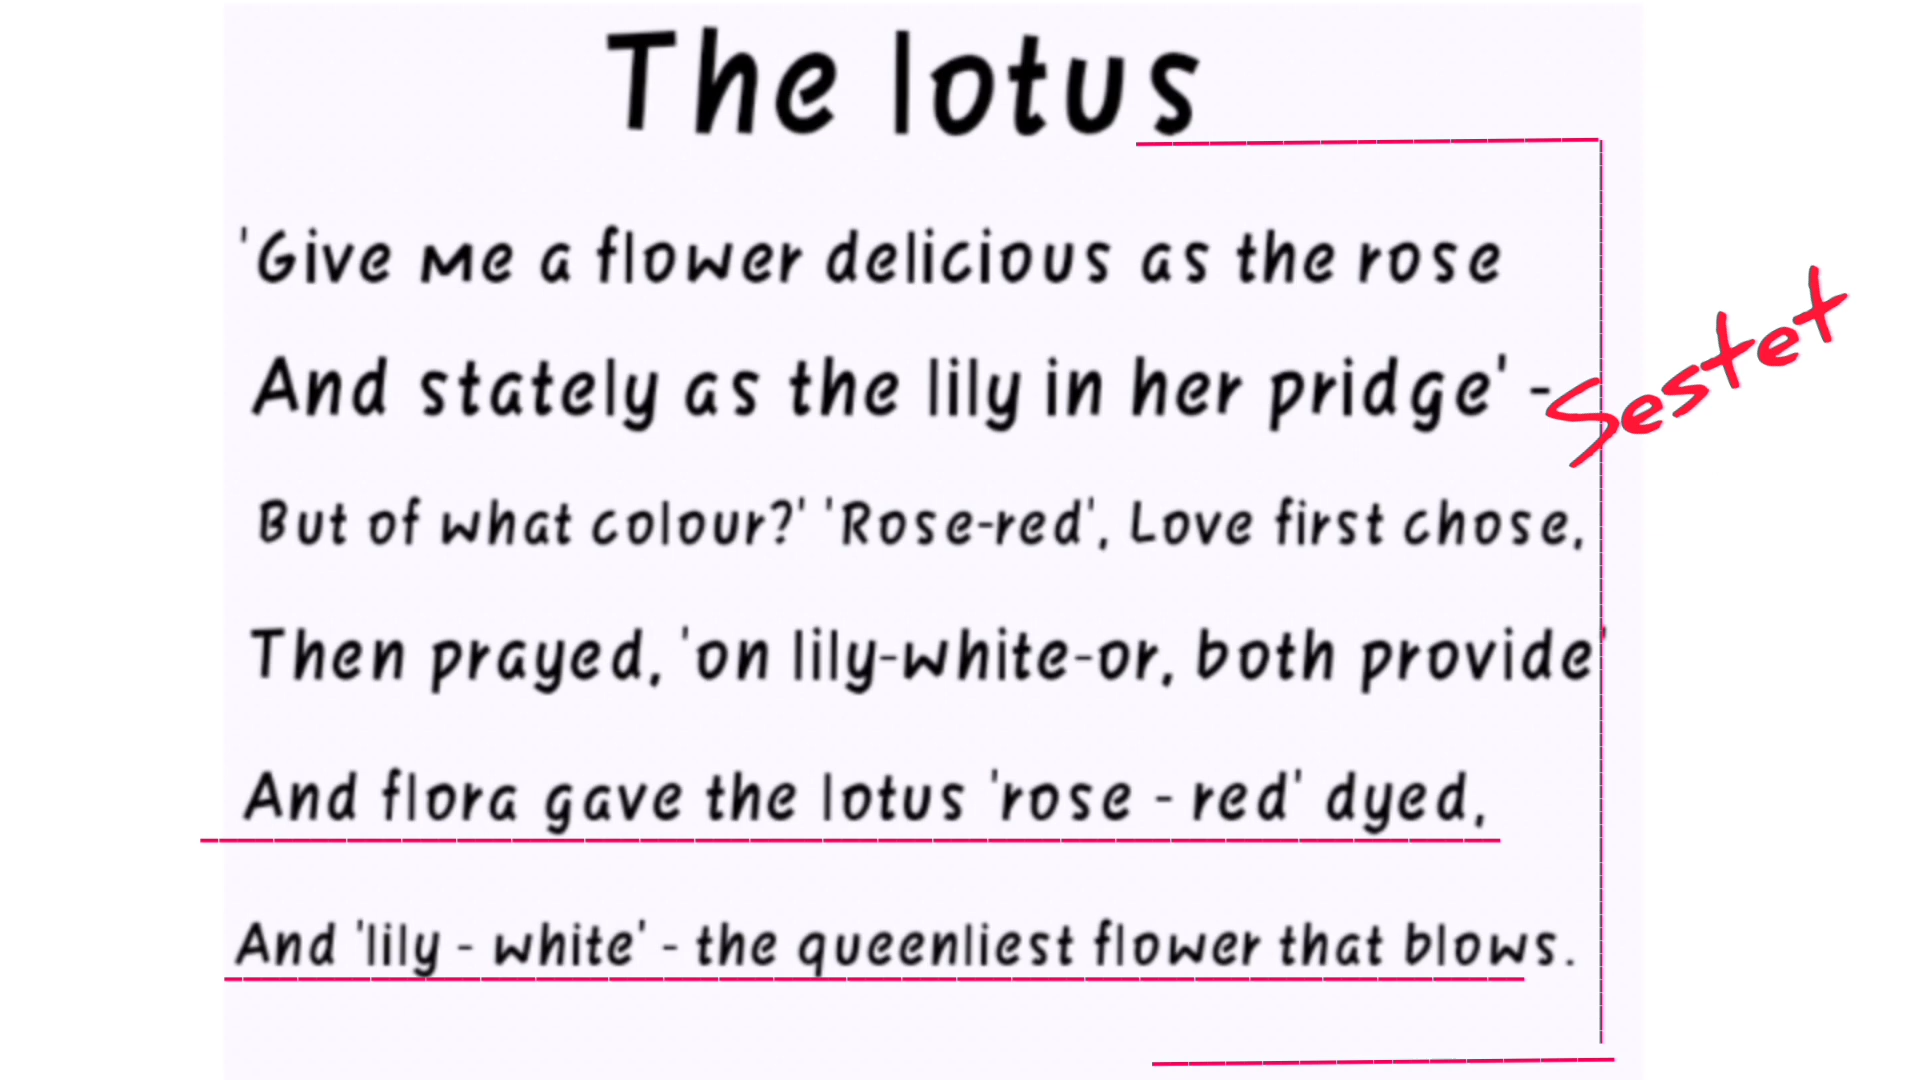 The lotus
'Give me a flower delicious as the rose
And stately as the lily in her pridge' -
But of what colour?' 'Rose-red', Love first chose,
Then prayed, 'on lily-white-or, both provide'
And flora gave the lotus 'rose - red' dyed,
And 'lily - white' - the queenliest flower that blows.
Sestet